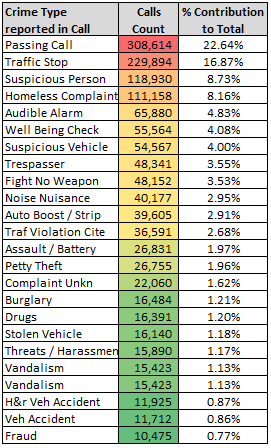 Crime Type Calls % Contribution
reported in Call Count to Total
Passing Call 308,614 22.64%
Traffic Stop 229,894 16.87%
Suspicious Person 118,930 8.73%
Homeless Complaint 111,158 8.16%
Audible Alarm 65,880 4.83%
Well Being Check 55,564 4.08%
Suspicious Vehicle 54,567 4.00%
Trespasser 48,341 3.55%
Fight No Weapon 48,152 3.53%
Noise Nuisance 40,177 2.95%
Auto Boost / Strip 39,605 2.91%
Traf Violation Cite 36,591 2.68%
Assault / Battery 26,831 1.97%
Petty Theft 26,755 1.96%
Complaint Unkn 22,060 1.62%
Burglary 16,484 1.21%
Drugs 16,391 1.20%
Stolen Vehicle 16,140 1.18%
Threats / Harassmen 15,890 1.17%
Vandalism 15,423 1.13%
Vandalism 15,423 1.13%
H&r Veh Accident 11,925 0.87%
Veh Accident 11,712 0.86%
Fraud 10,475 0.77%